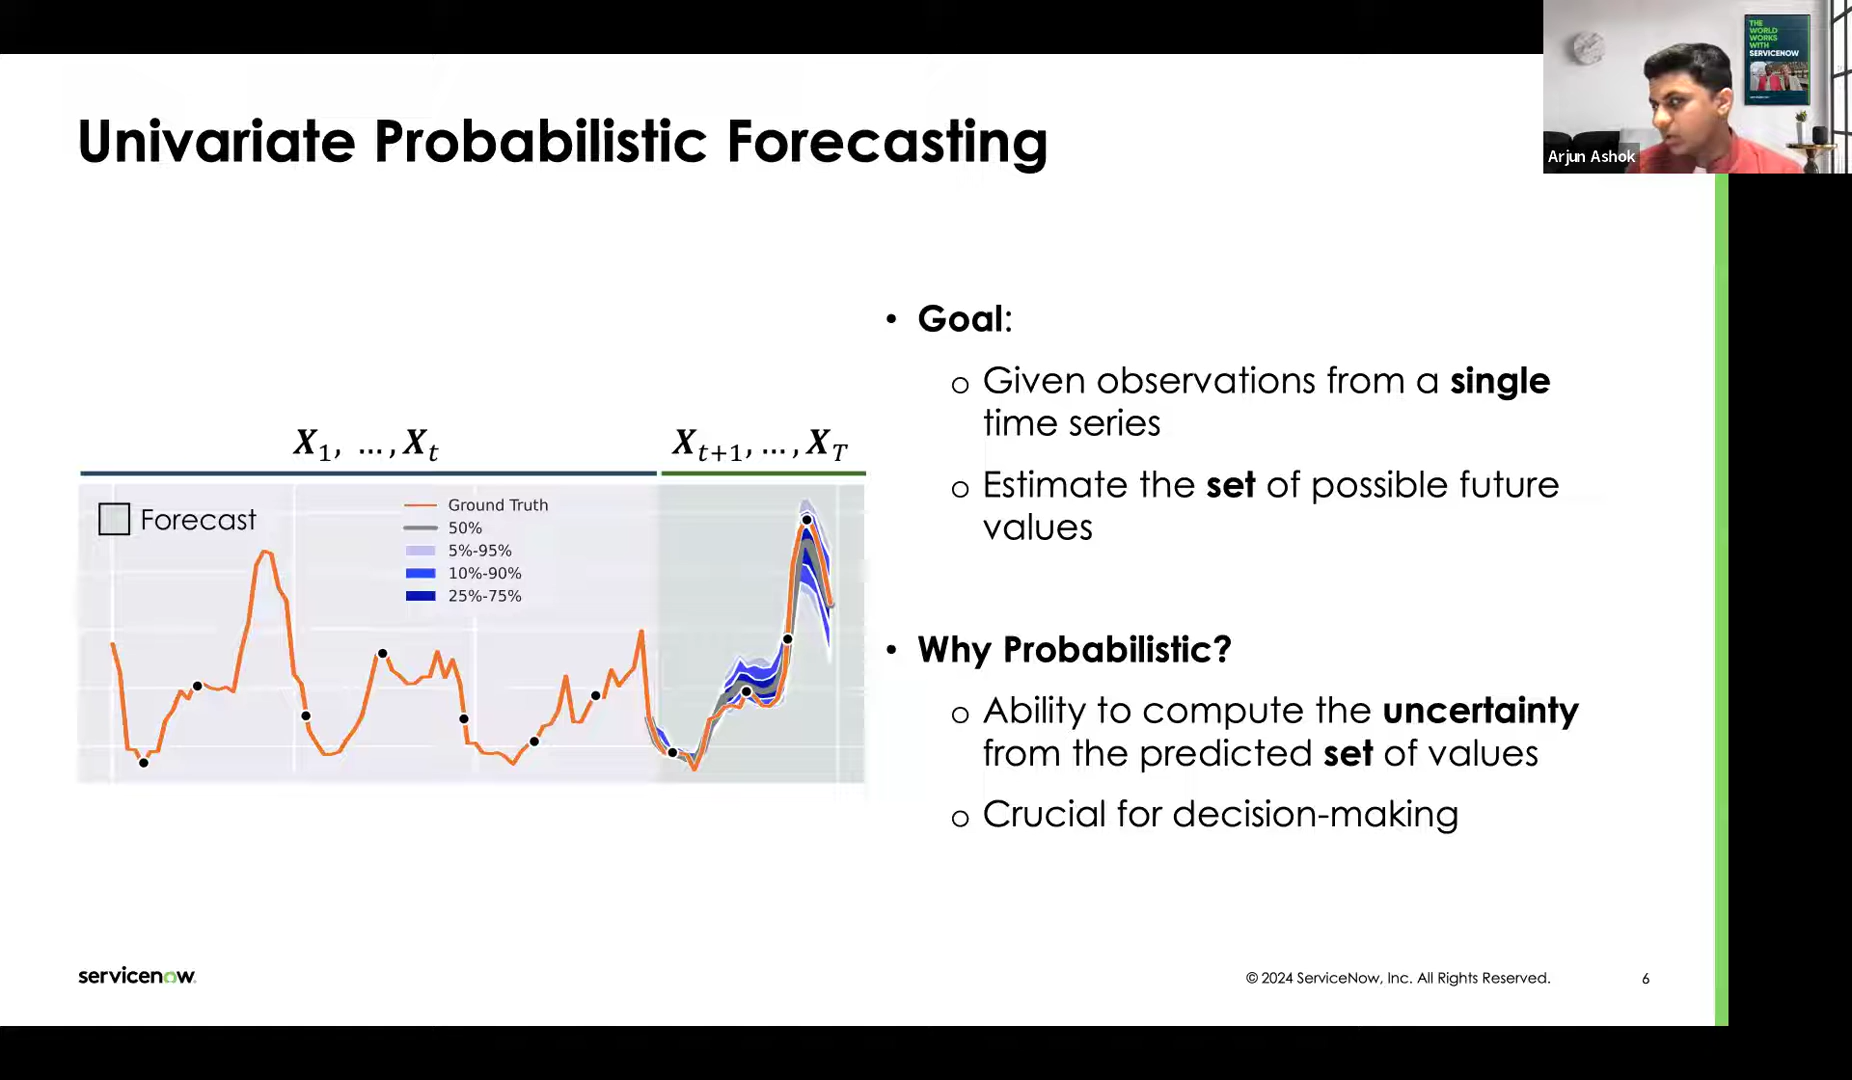 THE
WORLD
WORKS
WITH
SERVICENOW
Arjun Ashok
Univariate Probabilistic Forecasting
X1, ...,Xt
Xt+1,...,XT
Forecast
Ground Truth
50%
5%-95%
10%-90%
25%-75%
• Goal:
o Given observations from a single
time series
o Estimate the set of possible future
values
• Why Probabilistic?
o Ability to compute the uncertainty
from the predicted set of values
o Crucial for decision-making
servicenow.
© 2024 ServiceNow, Inc. All Rights Reserved.
6